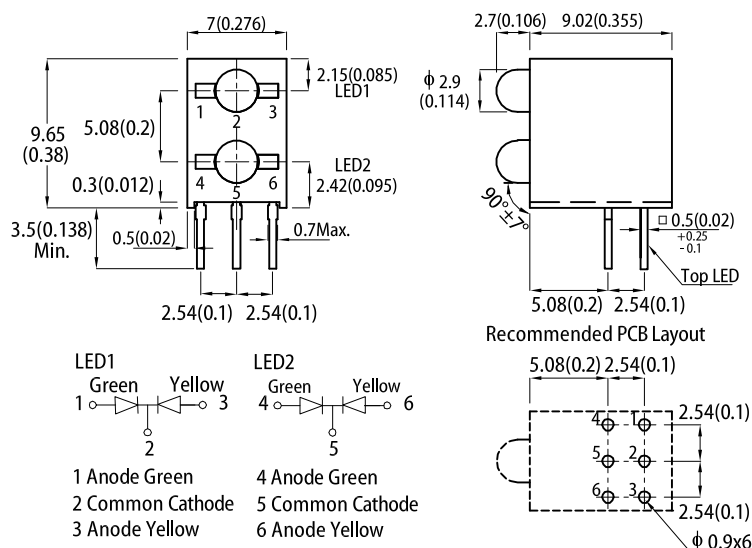 7(0.276)
2.15(0.085)
LED1
1
2
3
5.08(0.2)
9.65
(0.38)
LED2
4
5
6
2.42(0.095)
0.3(0.012)
3.5(0.138)
Min.
0.5(0.02)
0.7Max.
2.54(0.1)
2.54(0.1)
2.7(0.106)
9.02(0.355)
ϕ 2.9
(0.114)
90°±7°
□ 0.5(0.02)
+0.25
-0.1
Top LED
5.08(0.2)
2.54(0.1)
Recommended PCB Layout
5.08(0.2)
2.54(0.1)
2.54(0.1)
4
1
5
2
6
3
2.54(0.1)
ϕ 0.9x6
LED1
Green
Yellow
1
3
2
1 Anode Green
2 Common Cathode
3 Anode Yellow
LED2
Green
Yellow
4
6
5
4 Anode Green
5 Common Cathode
6 Anode Yellow